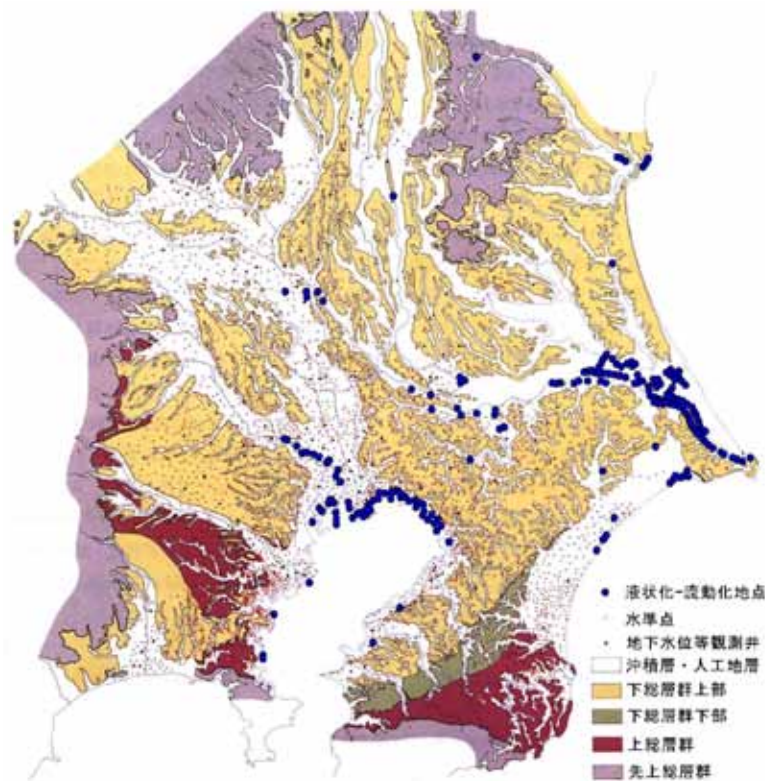 液状化-流動化地点
水準点
地下水位等観測井
沖積層・人工地層
下総層群上部
下総層群下部
上総層群
先上総層群